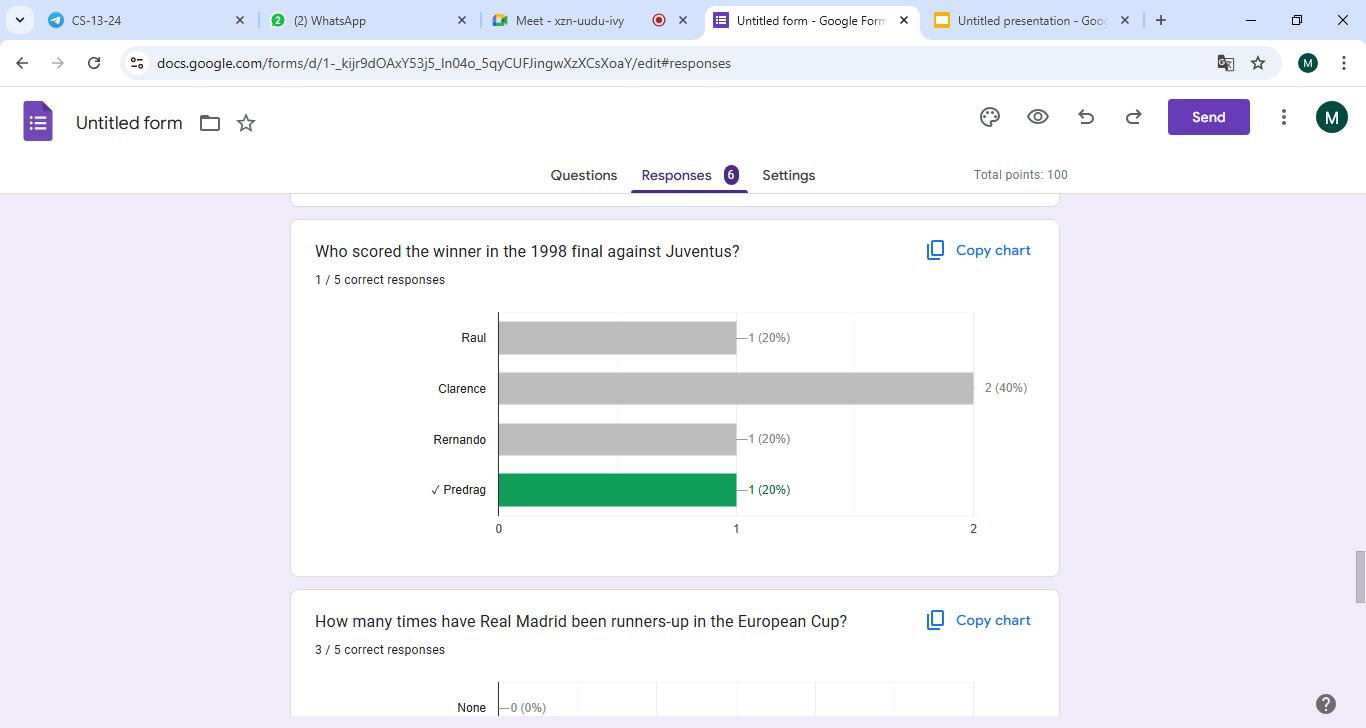 CS-13-24
2
(2) WhatsApp
Meet - xzn-uudu-ivy
Untitled form - Google Form
Untitled presentation - Goog
docs.google.com/forms/d/1-_kijr9dOAxY53j5_In04o_5qyCUFJingwXzXCsXoaY/edit#responses
M
Untitled form
Send
M
Questions
Responses 6
Settings
Total points: 100
Who scored the winner in the 1998 final against Juventus?
Copy chart
1 / 5 correct responses
Raul
1 (20%)
Clarence
2 (40%)
Rernando
1 (20%)
✓ Predrag
1 (20%)
0 1 2
How many times have Real Madrid been runners-up in the European Cup?
Copy chart
3 / 5 correct responses
None
0 (0%)